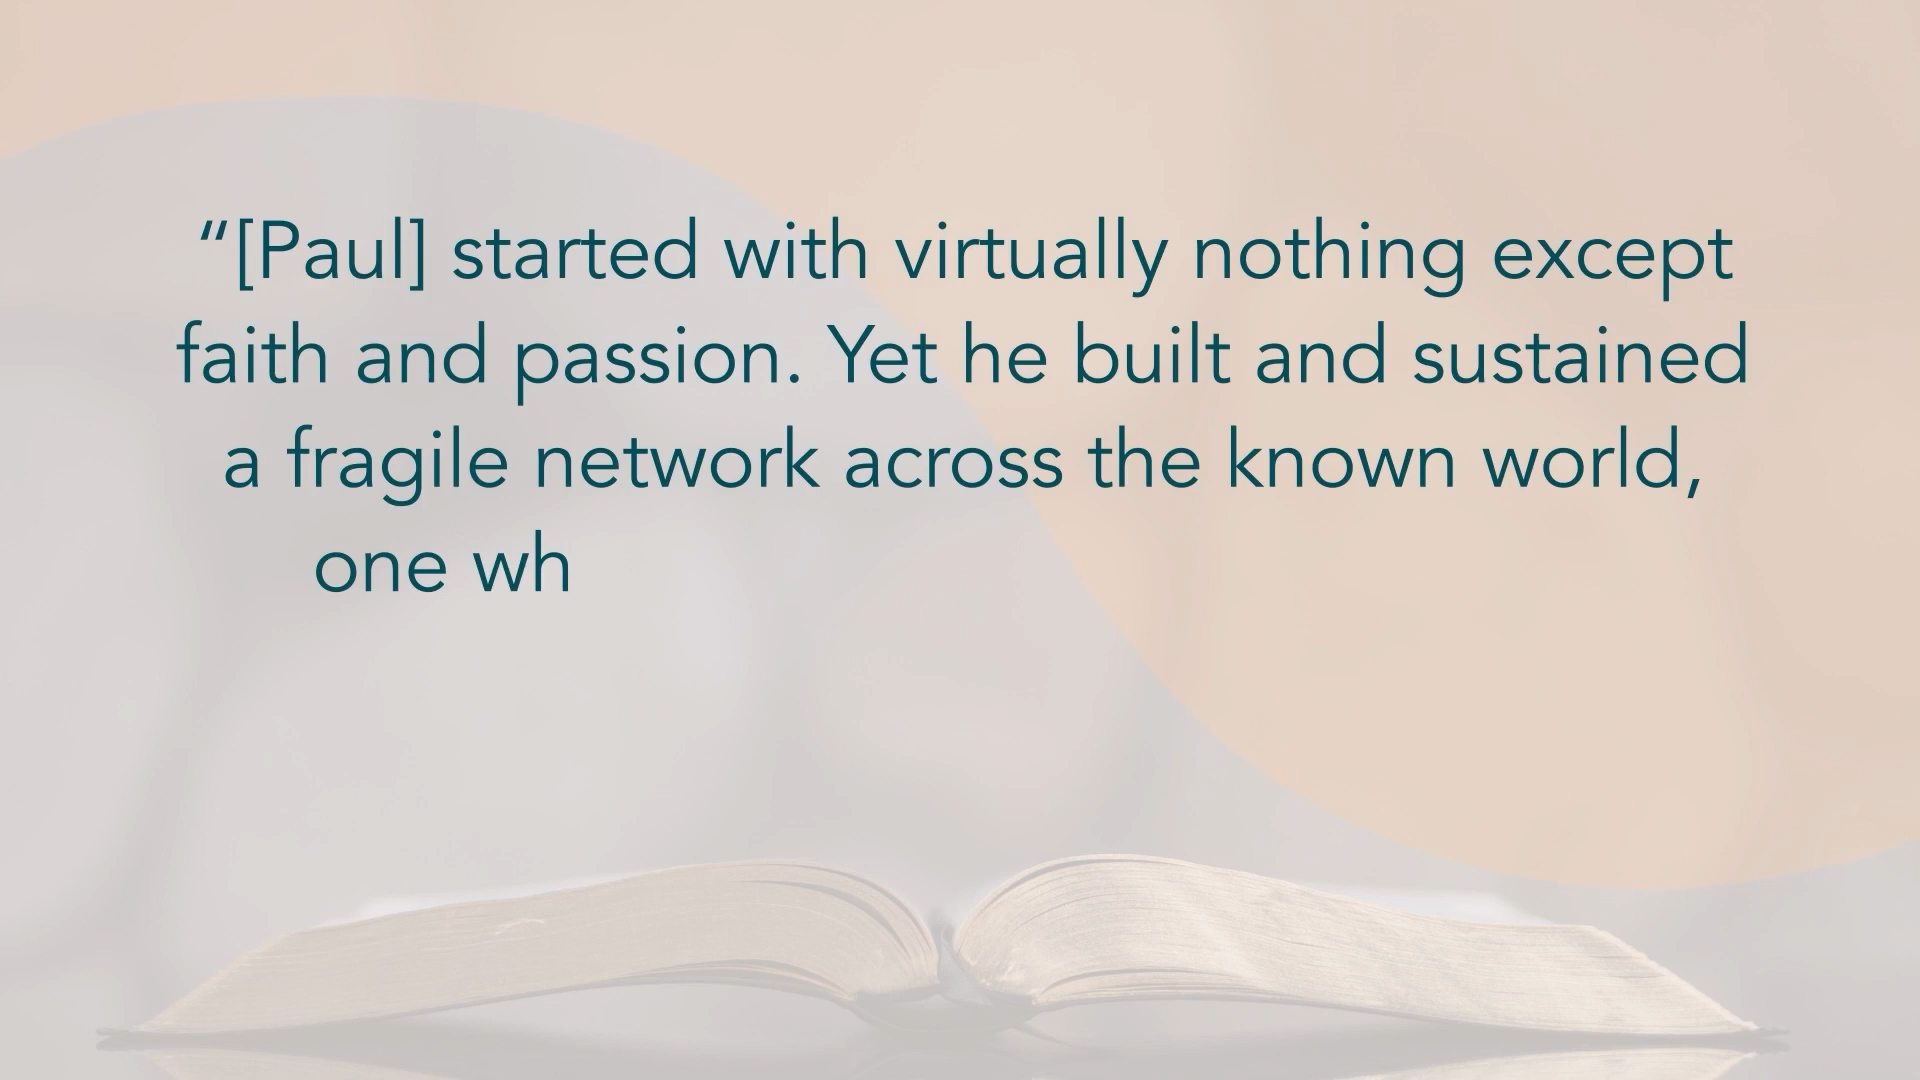 “[Paul] started with virtually nothing except
faith and passion. Yet he built and sustained
a fragile network across the known world,
one wh